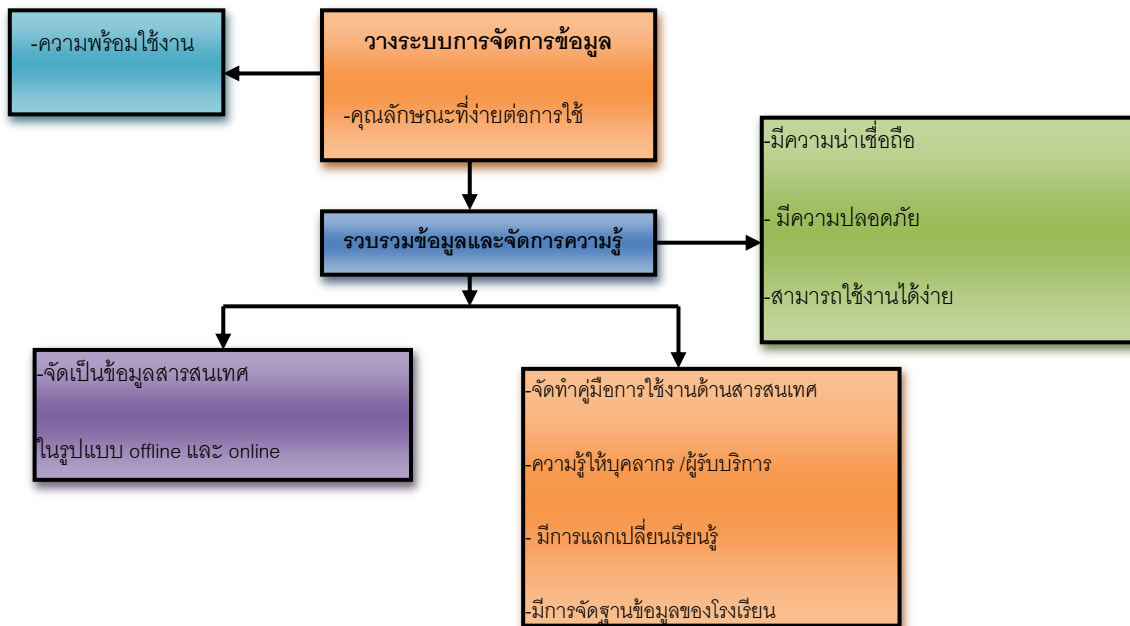 -ความพร้อมใช้งาน
วางระบบการจัดการข้อมูล
-คุณลักษณะที่ง่ายต่อการใช้
-มีความน่าเชื่อถือ
- มีความปลอดภัย
-สามารถใช้งานได้ง่าย
รวบรวมข้อมูลและจัดการความรู้
-จัดเป็นข้อมูลสารสนเทศ
ในรูปแบบ offline และ online
-จัดทำคู่มือการใช้งานด้านสารสนเทศ
-ความรู้ให้บุคลากร /ผู้รับบริการ
- มีการแลกเปลี่ยนเรียนรู้
-มีการจัดฐานข้อมูลของโรงเรียน